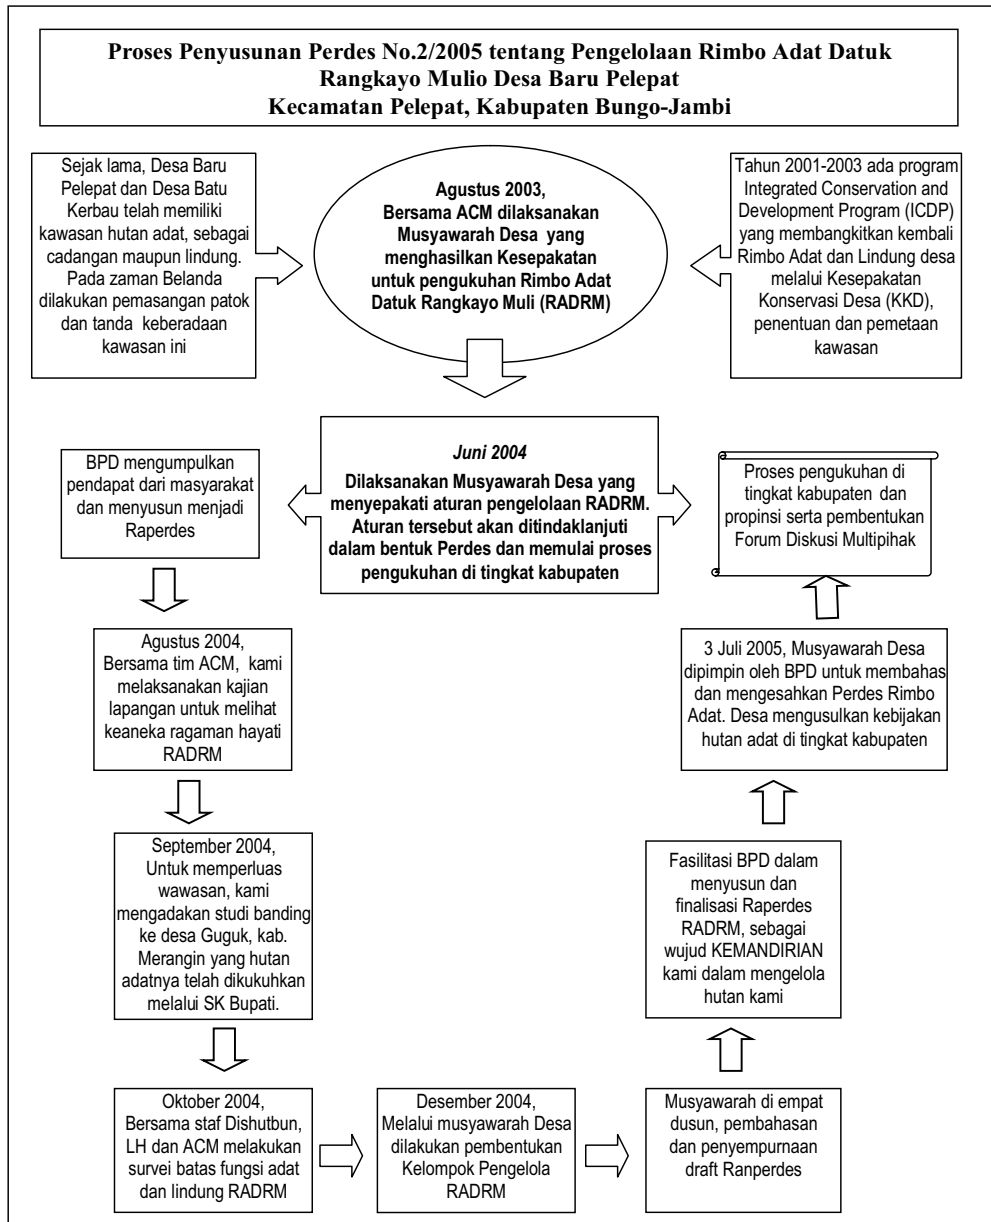 Proses Penyusunan Perdes No.2/2005 tentang Pengelolaan Rimbo Adat Datuk
Rangkayo Mulio Desa Baru Pelepat
Kecamatan Pelepat, Kabupaten Bungo-Jambi
Sejak lama, Desa Baru
Pelepat dan Desa Batu
Kerbau telah memiliki
kawasan hutan adat, sebagai
cadangan maupun lindung.
Pada zaman Belanda
dilakukan pemasangan patok
dan tanda keberadaan
kawasan ini
Agustus 2003,
Bersama ACM dilaksanakan
Musyawarah Desa yang
menghasilkan Kesepakatan
untuk pengukuhan Rimbo Adat
Datuk Rangkayo Muli (RADRM)
Tahun 2001-2003 ada program
Integrated Conservation and
Development Program (ICDP)
yang membangkitkan kembali
Rimbo Adat dan Lindung desa
melalui Kesepakatan
Konservasi Desa (KKD),
penentuan dan pemetaan
kawasan
Juni 2004
Dilaksanakan Musyawarah Desa yang
menyepakati aturan pengelolaan RADRM.
Aturan tersebut akan ditindaklanjuti
dalam bentuk Perdes dan memulai proses
pengukuhan di tingkat kabupaten
BPD mengumpulkan
pendapat dari masyarakat
dan menyusun menjadi
Raperdes
Agustus 2004,
Bersama tim ACM, kami
melaksanakan kajian
lapangan untuk melihat
keaneka ragaman hayati
RADRM
September 2004,
Untuk memperluas
wawasan, kami
mengadakan studi banding
ke desa Guguk, kab.
Merangin yang hutan
adatnya telah dikukuhkan
melalui SK Bupati.
Oktober 2004,
Bersama staf Dishutbun,
LH dan ACM melakukan
survei batas fungsi adat
dan lindung RADRM
Desember 2004,
Melalui musyawarah Desa
dilakukan pembentukan
Kelompok Pengelola
RADRM
Musyawarah di empat
dusun, pembahasan
dan penyempurnaan
draft Ranperdes
Fasilitasi BPD dalam
menyusun dan
finalisasi Raperdes
RADRM, sebagai
wujud KEMANDIRIAN
kami dalam mengelola
hutan kami
3 Juli 2005, Musyawarah Desa
dipimpin oleh BPD untuk membahas
dan mengesahkan Perdes Rimbo
Adat. Desa mengusulkan kebijakan
hutan adat di tingkat kabupaten
Proses pengukuhan di
tingkat kabupaten dan
propinsi serta pembentukan
Forum Diskusi Multipihak